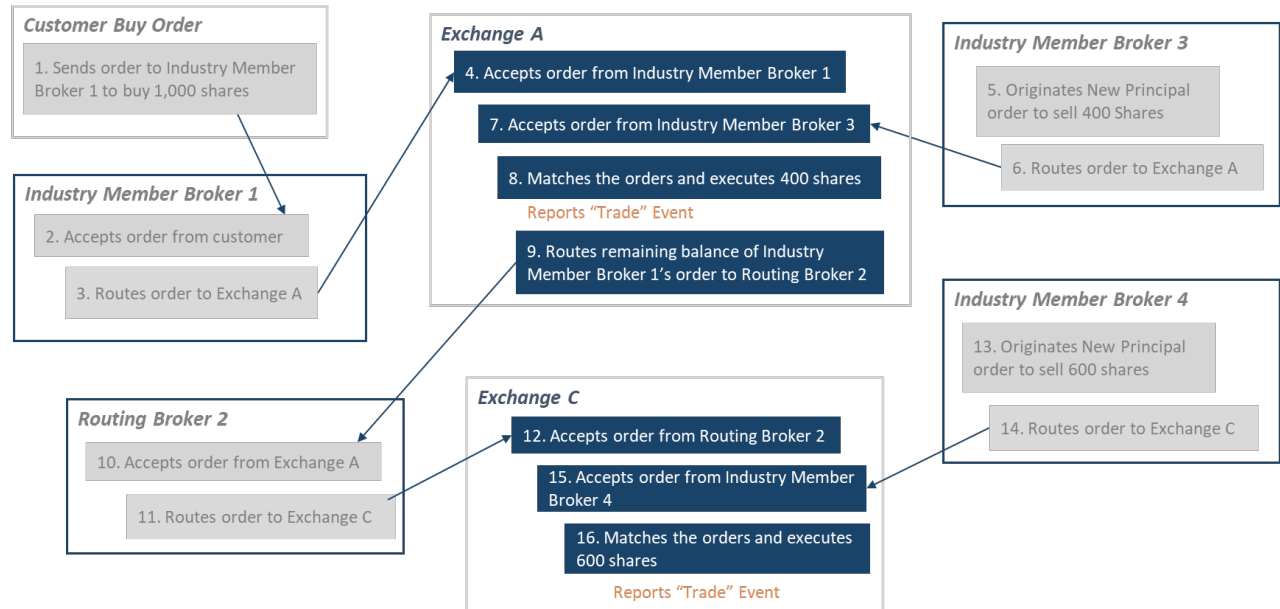 Customer Buy Order
1. Sends order to Industry Member
Broker 1 to buy 1,000 shares
Industry Member Broker 1
2. Accepts order from customer
3. Routes order to Exchange A
Exchange A
4. Accepts order from Industry Member Broker 1
7. Accepts order from Industry Member Broker 3
8. Matches the orders and executes 400 shares
Reports “Trade” Event
9. Routes remaining balance of Industry
Member Broker 1’s order to Routing Broker 2
Industry Member Broker 3
5. Originates New Principal
order to sell 400 Shares
6. Routes order to Exchange A
Routing Broker 2
10. Accepts order from Exchange A
11. Routes order to Exchange C
Exchange C
12. Accepts order from Routing Broker 2
15. Accepts order from Industry Member
Broker 4
16. Matches the orders and executes
600 shares
Reports “Trade” Event
Industry Member Broker 4
13. Originates New Principal
order to sell 600 shares
14. Routes order to Exchange C